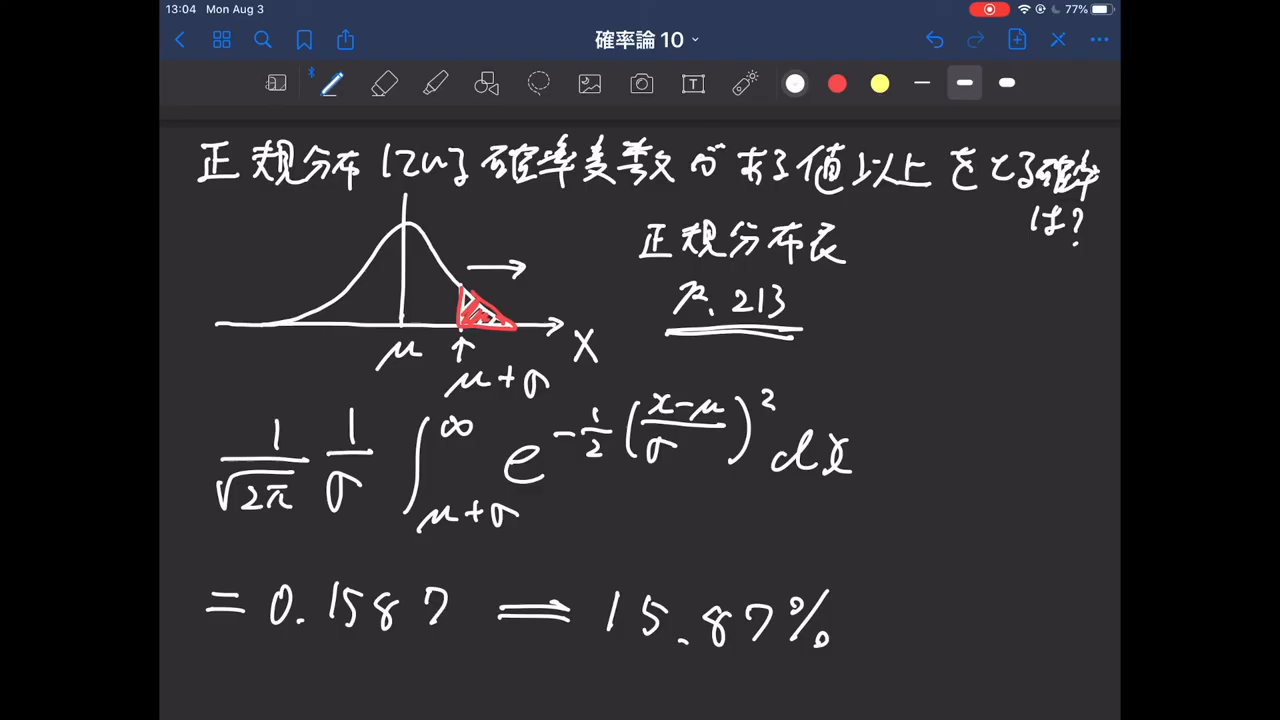 13:04 Mon Aug 3 77%
確率論 10
正規分布にいる確率変数がある値以上をとる確率
は?
正規分布表
P. 213
μ
X
μ+σ
1/√2π 1/σ ∫_{μ+σ}^{∞} e^{-1/2((x-μ)/σ)^2} dx
= 0.1587 ⟹ 15.87%